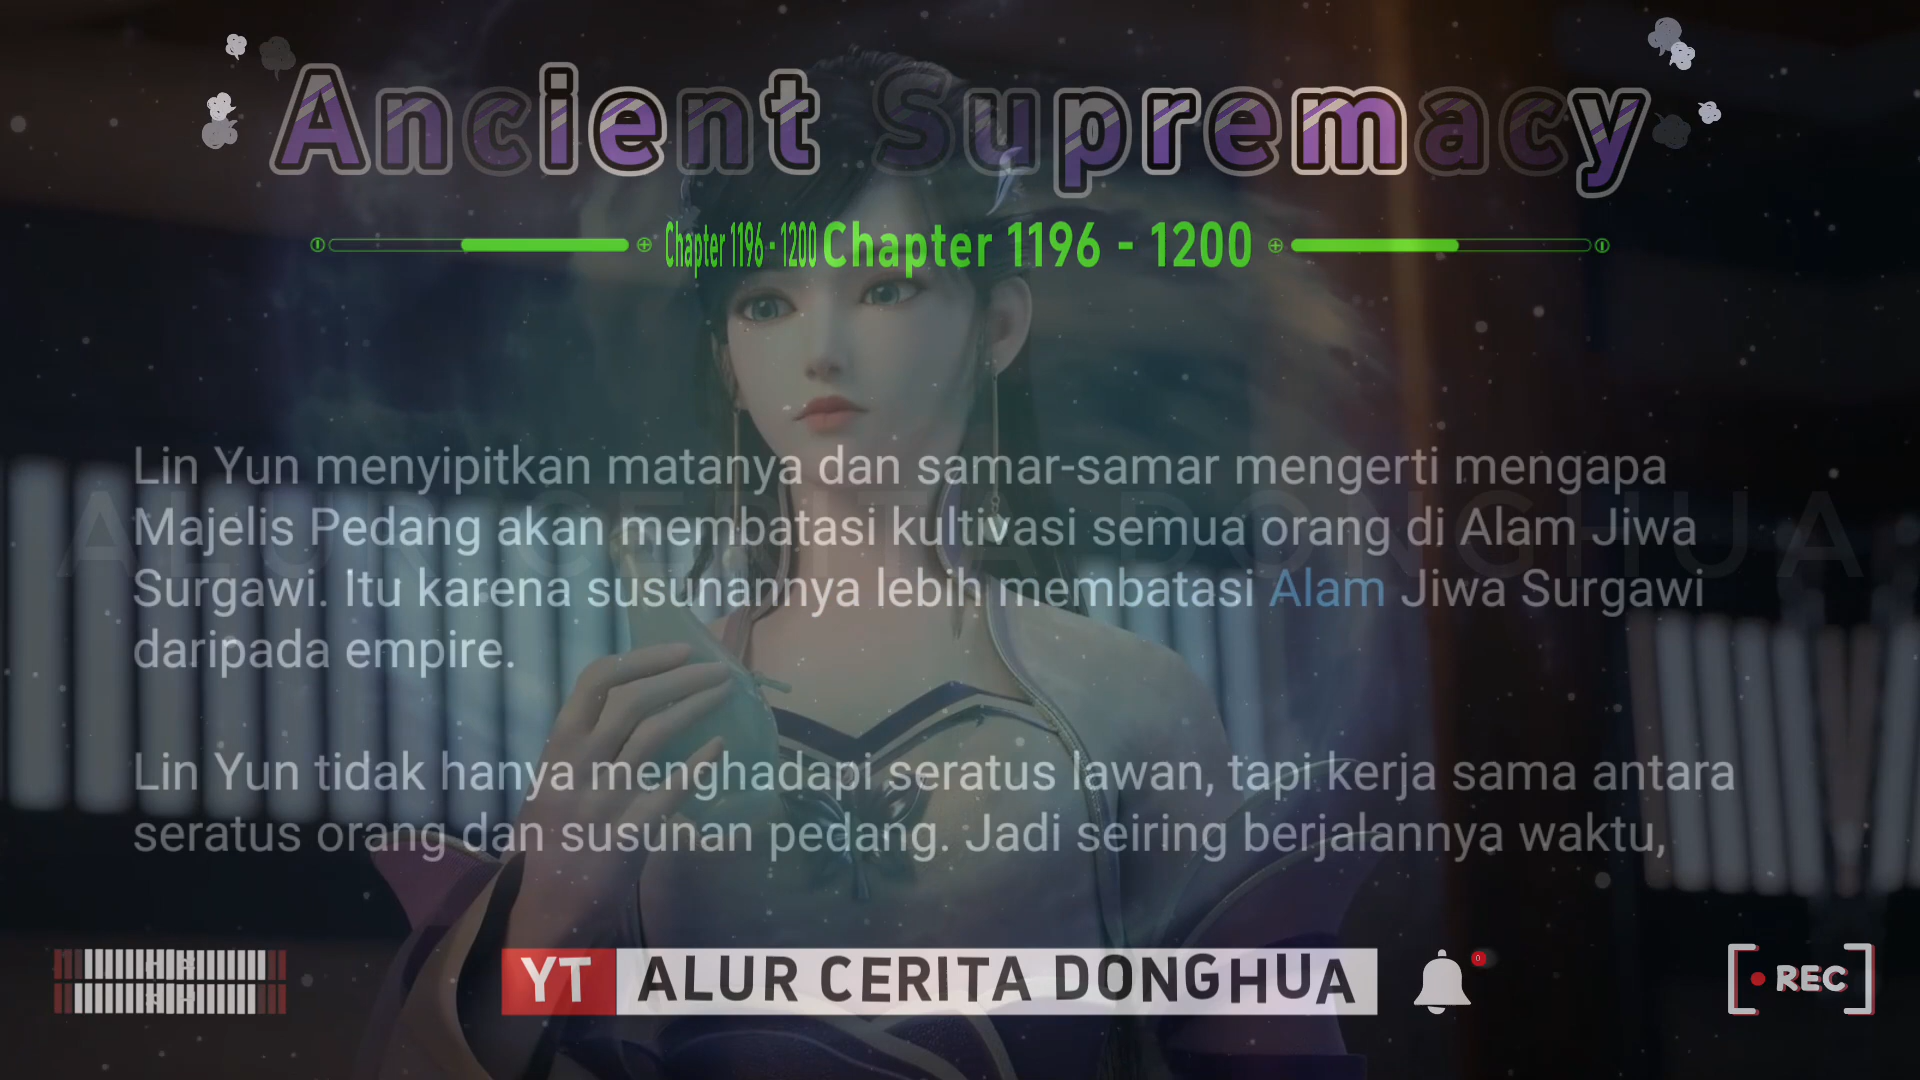 Ancient Supremacy
Chapter 1196 - 1200 Chapter 1196 - 1200
Lin Yun menyipitkan matanya dan samar-samar mengerti mengapa
Majelis Pedang akan membatasi kultivasi semua orang di Alam Jiwa
Surgawi. Itu karena susunannya lebih membatasi Alam Jiwa Surgawi
daripada empire.
ALUR CERITA DONGHUA
Lin Yun tidak hanya menghadapi seratus lawan, tapi kerja sama antara
seratus orang dan susunan pedang. Jadi seiring berjalannya waktu,
YT ALUR CERITA DONGHUA
REC